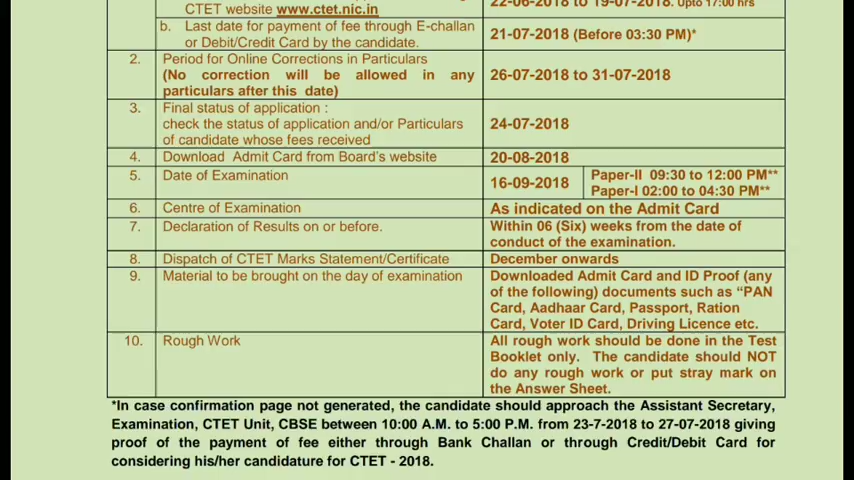 CTET website www.ctet.nic.in
22-06-2018 to 19-07-2018. Upto 17:00 hrs
b. Last date for payment of fee through E-challan
or Debit/Credit Card by the candidate.
21-07-2018 (Before 03:30 PM)*
2. Period for Online Corrections in Particulars
(No correction will be allowed in any
particulars after this date)
26-07-2018 to 31-07-2018
3. Final status of application :
check the status of application and/or Particulars
of candidate whose fees received
24-07-2018
4. Download Admit Card from Board's website
20-08-2018
5. Date of Examination
16-09-2018
Paper-II 09:30 to 12:00 PM**
Paper-I 02:00 to 04:30 PM**
6. Centre of Examination
As indicated on the Admit Card
7. Declaration of Results on or before.
Within 06 (Six) weeks from the date of
conduct of the examination.
8. Dispatch of CTET Marks Statement/Certificate
December onwards
9. Material to be brought on the day of examination
Downloaded Admit Card and ID Proof (any
of the following) documents such as “PAN
Card, Aadhaar Card, Passport, Ration
Card, Voter ID Card, Driving Licence etc.
10. Rough Work
All rough work should be done in the Test
Booklet only. The candidate should NOT
do any rough work or put stray mark on
the Answer Sheet.
*In case confirmation page not generated, the candidate should approach the Assistant Secretary,
Examination, CTET Unit, CBSE between 10:00 A.M. to 5:00 P.M. from 23-7-2018 to 27-07-2018 giving
proof of the payment of fee either through Bank Challan or through Credit/Debit Card for
considering his/her candidature for CTET - 2018.